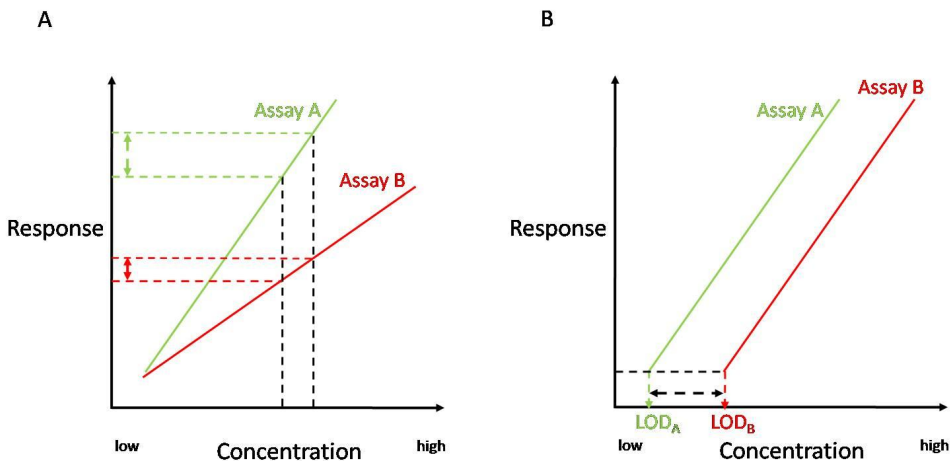 A
Assay A
Assay B
Response
low
Concentration
high
B
Assay A
Assay B
Response
LODA
LODB
low
Concentration
high